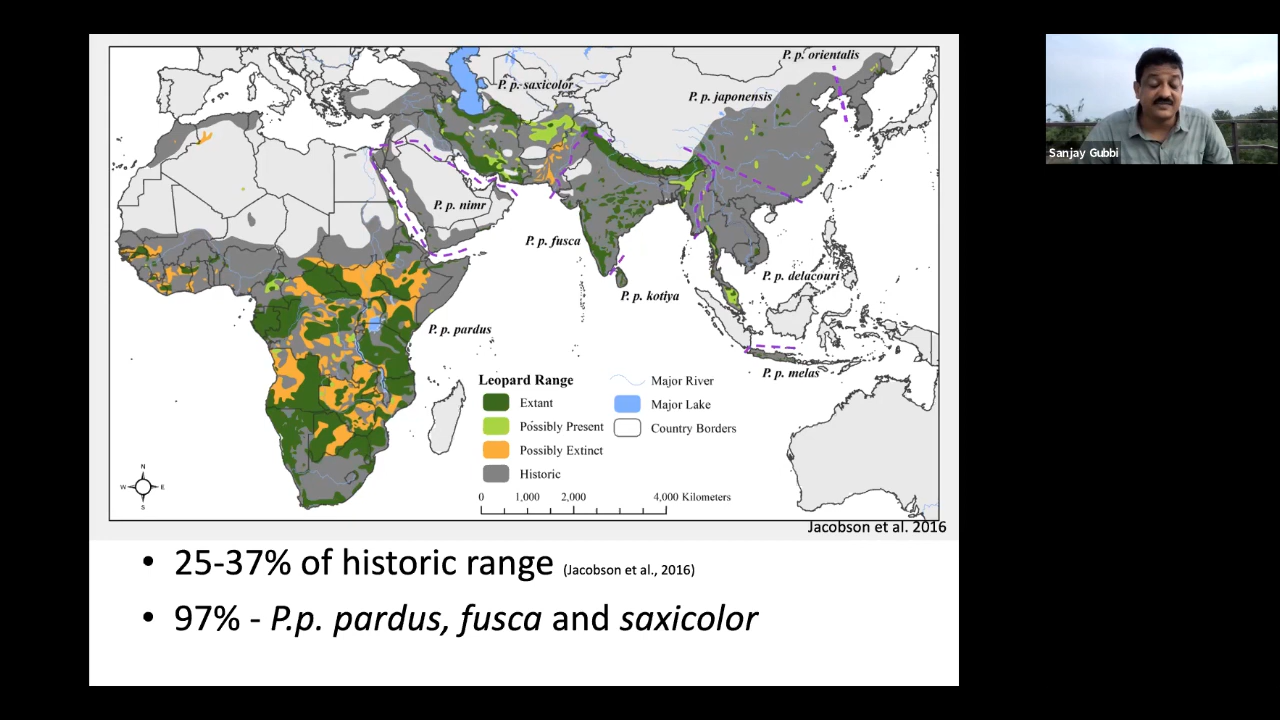 P. p. orientalis
P. p. saxicolor
P. p. japonensis
P. p. nimr
P. p. fusca
P. p. delacouri
P. p. kotiya
P. p. pardus
P. p. melas
Leopard Range
Extant
Possibly Present
Possibly Extinct
Historic
Major River
Major Lake
Country Borders
N
W E
S
0 1,000 2,000 4,000 Kilometers
Jacobson et al. 2016
• 25-37% of historic range (Jacobson et al., 2016)
• 97% - P.p. pardus, fusca and saxicolor
Sanjay Gubbi